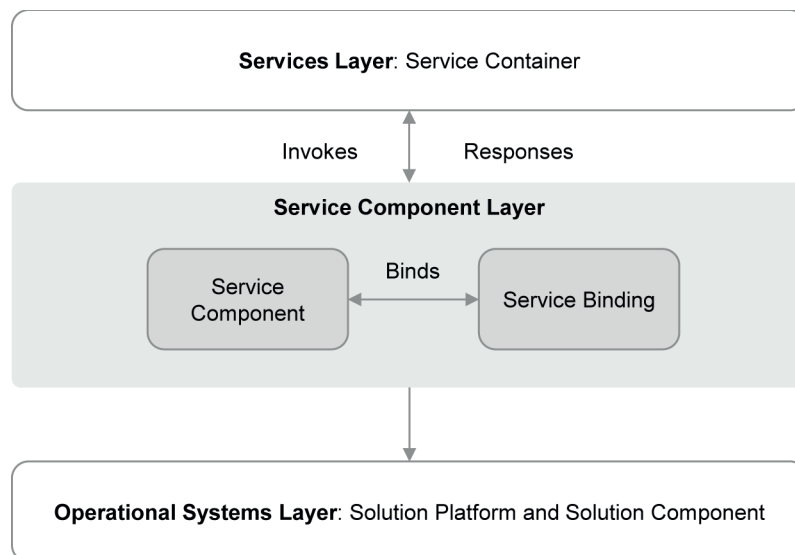 Services Layer: Service Container
Invokes
Responses
Service Component Layer
Service
Component
Binds
Service Binding
Operational Systems Layer: Solution Platform and Solution Component